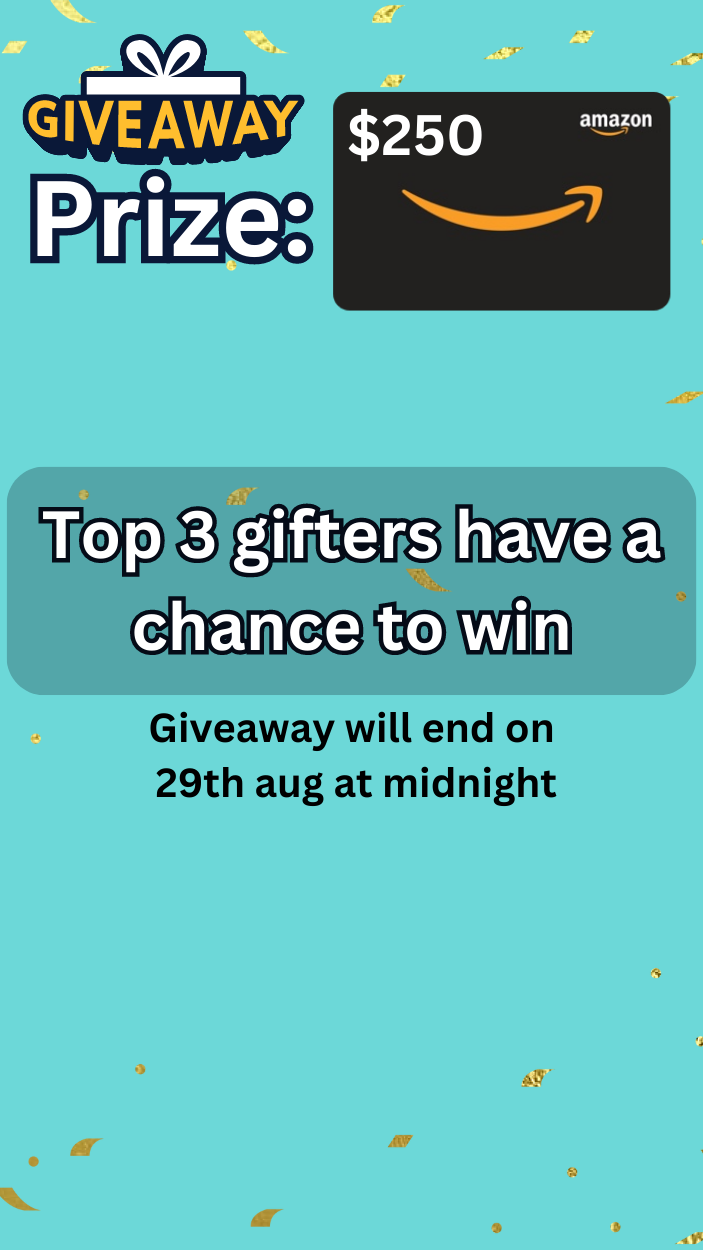 GIVEAWAY
Prize:
$250
amazon
Top 3 gifters have a
chance to win
Giveaway will end on
29th aug at midnight